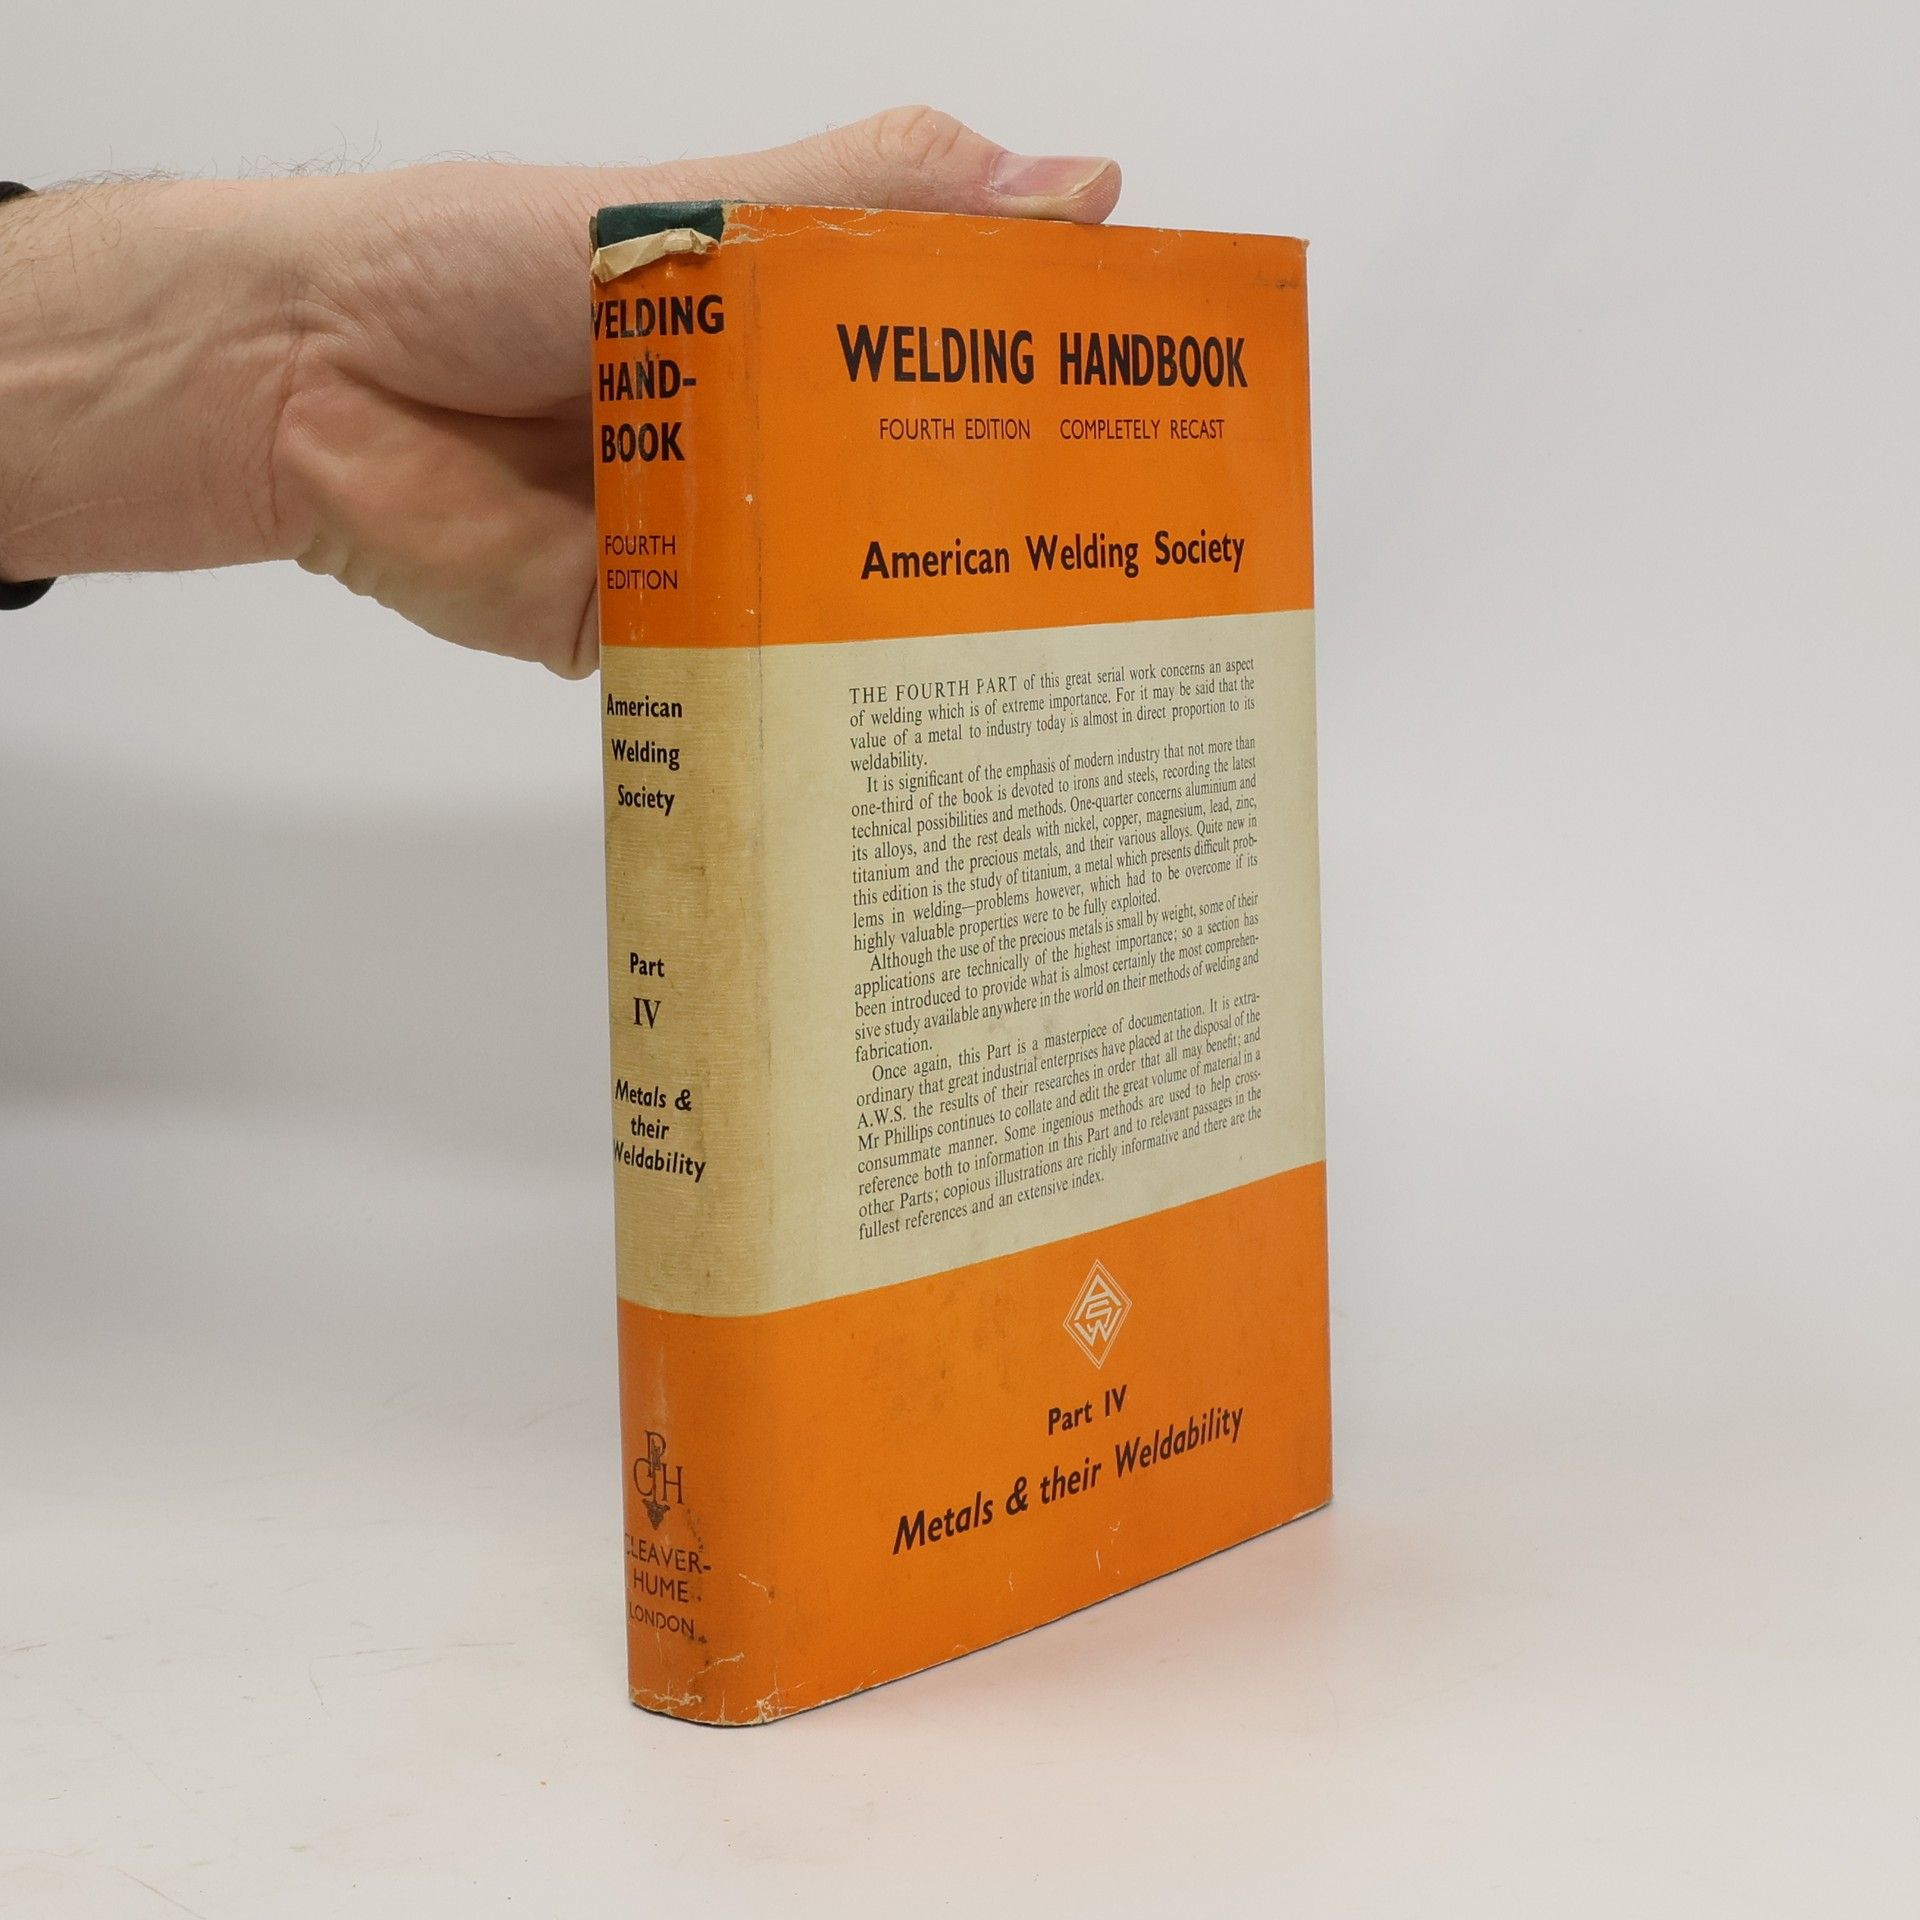 WELDING
HAND-
BOOK
FOURTH
EDITION
American
Welding
Society
Part
IV
Metals &
their
Weldability
PCH
CLEAVER-
HUME
LONDON
WELDING HANDBOOK
FOURTH EDITION COMPLETELY RECAST
American Welding Society
THE FOURTH PART of this great serial work concerns an aspect
of welding which is of extreme importance. For it may be said that the
value of a metal to industry today is almost in direct proportion to its
weldability.
It is significant of the emphasis of modern industry that not more than
one-third of the book is devoted to irons and steels, recording the latest
technical possibilities and methods. One-quarter concerns aluminium and
its alloys, and the rest deals with nickel, copper, magnesium, lead, zinc,
titanium and the precious metals, and their various alloys. Quite new in
this edition is the study of titanium, a metal which presents difficult prob-
lems in welding—problems however, which had to be overcome if its
highly valuable properties were to be fully exploited.
Although the use of the precious metals is small by weight, some of their
applications are technically of the highest importance; so a section has
been introduced to provide what is almost certainly the most comprehen-
sive study available anywhere in the world on their methods of welding and
fabrication.
Once again, this Part is a masterpiece of documentation. It is extra-
ordinary that great industrial enterprises have placed at the disposal of the
A.W.S. the results of their researches in order that all may benefit; and
Mr Phillips continues to collate and edit the great volume of material in a
consummate manner. Some ingenious methods are used to help cross-
reference both to information in this Part and to relevant passages in the
other Parts; copious illustrations are richly informative and there are the
fullest references and an extensive index.
ASW
Part IV
Metals & their Weldability